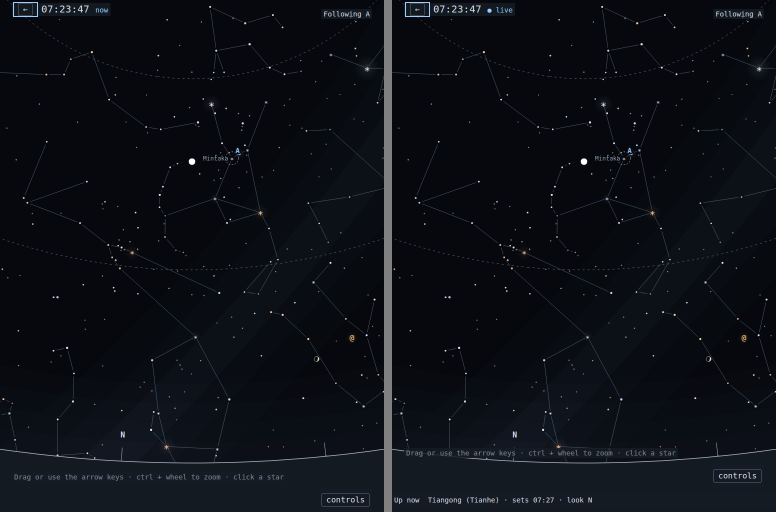 ← 07:23:47 now
Following A
Mintaka
A
@
N
Drag or use the arrow keys · ctrl + wheel to zoom · click a star
controls
← 07:23:47 ● live
Following A
Mintaka
A
@
N
Drag or use the arrow keys · ctrl + wheel to zoom · click a star
controls
Up now Tiangong (Tianhe) · sets 07:27 · look N